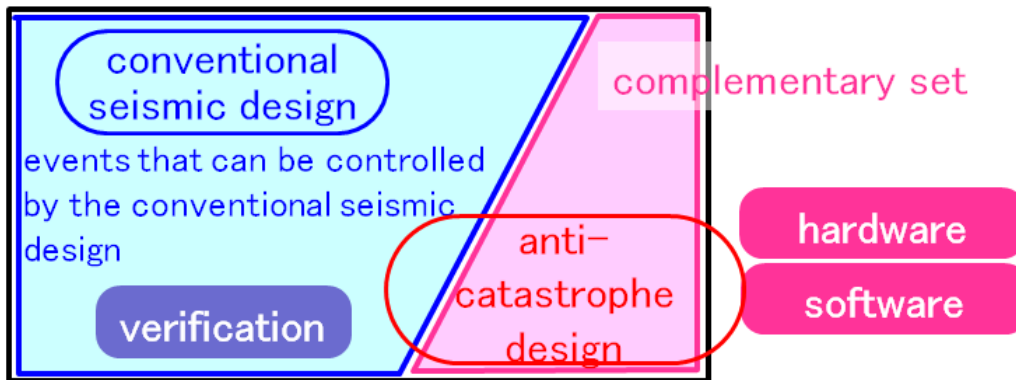 conventional
seismic design
events that can be controlled
by the conventional seismic
design
verification
complementary set
anti-
catastrophe
design
hardware
software